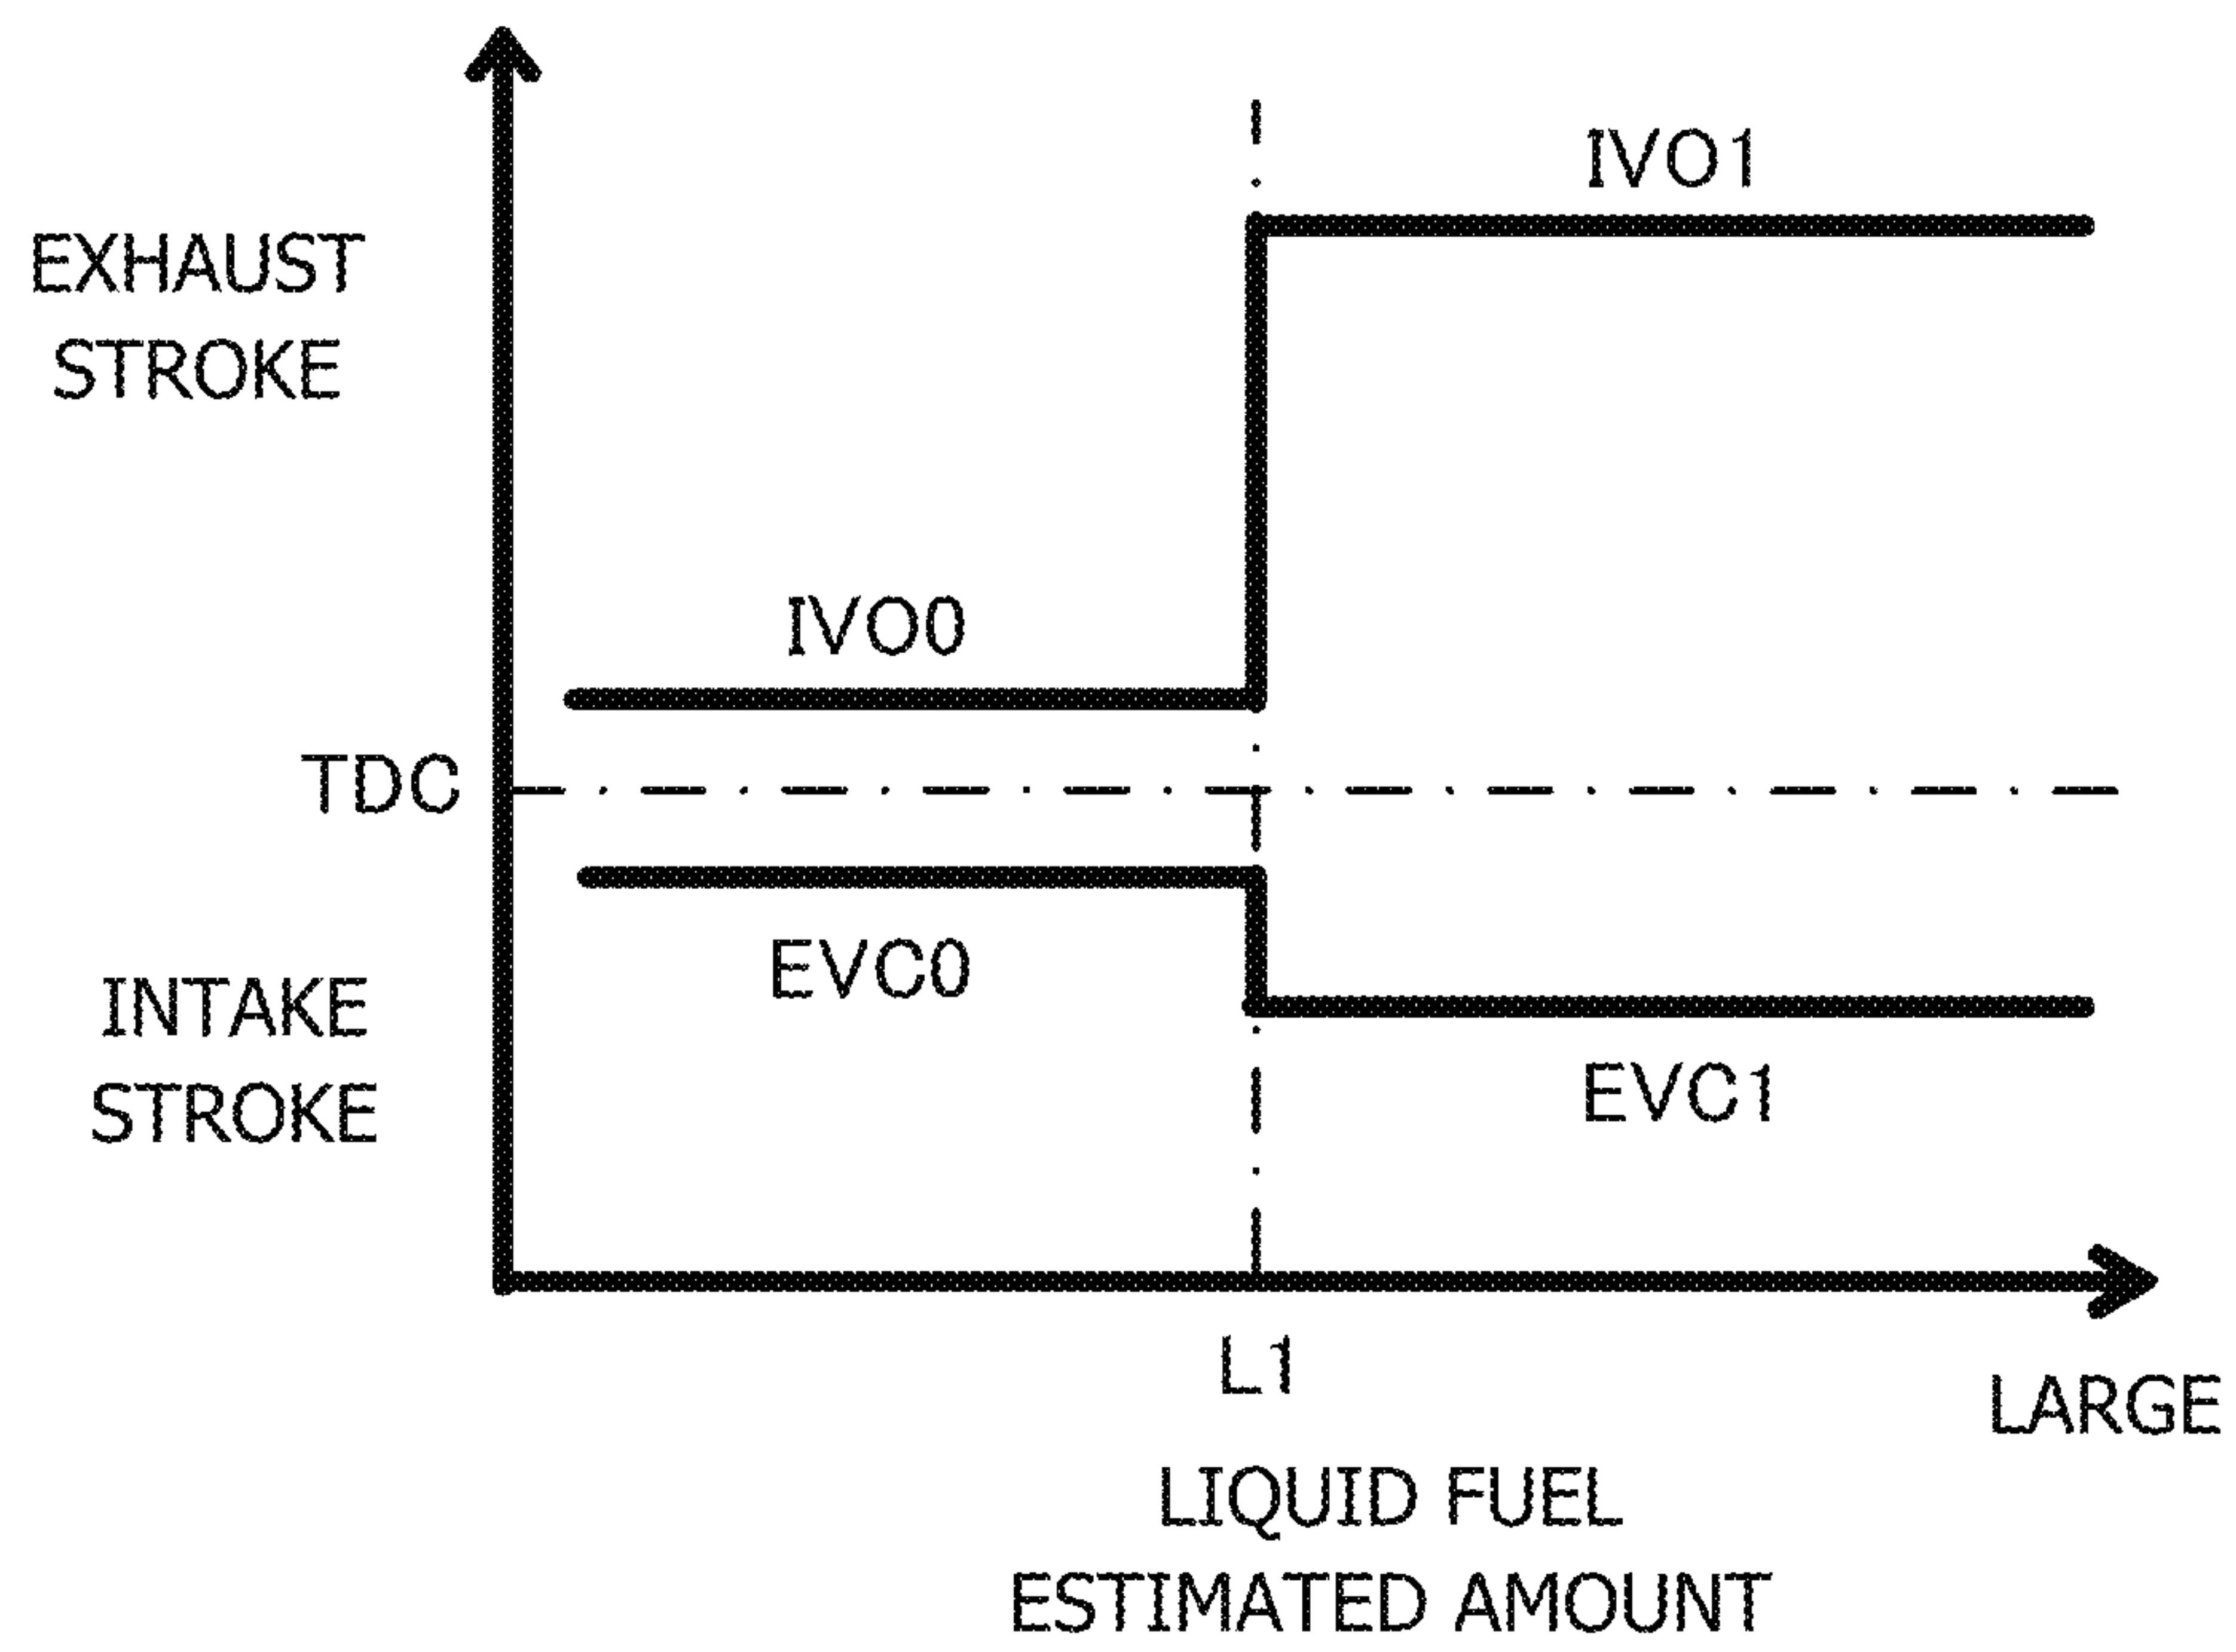 IVO1
EXHAUST
STROKE
IVO0
TDC
EVC0
INTAKE
STROKE
EVC1
L1
LARGE
LIQUID FUEL
ESTIMATED AMOUNT